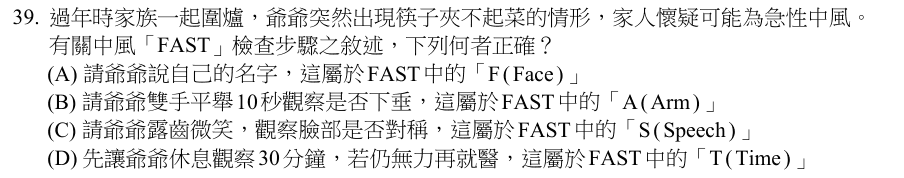 39. 過年時家族一起圍爐，爺爺突然出現筷子夾不起菜的情形，家人懷疑可能為急性中風。
有關中風「FAST」檢查步驟之敘述，下列何者正確？
(A) 請爺爺說自己的名字，這屬於FAST中的「F(Face)」
(B) 請爺爺雙手平舉10秒觀察是否下垂，這屬於FAST中的「A(Arm)」
(C) 請爺爺露齒微笑，觀察臉部是否對稱，這屬於FAST中的「S(Speech)」
(D) 先讓爺爺休息觀察30分鐘，若仍無力再就醫，這屬於FAST中的「T(Time)」